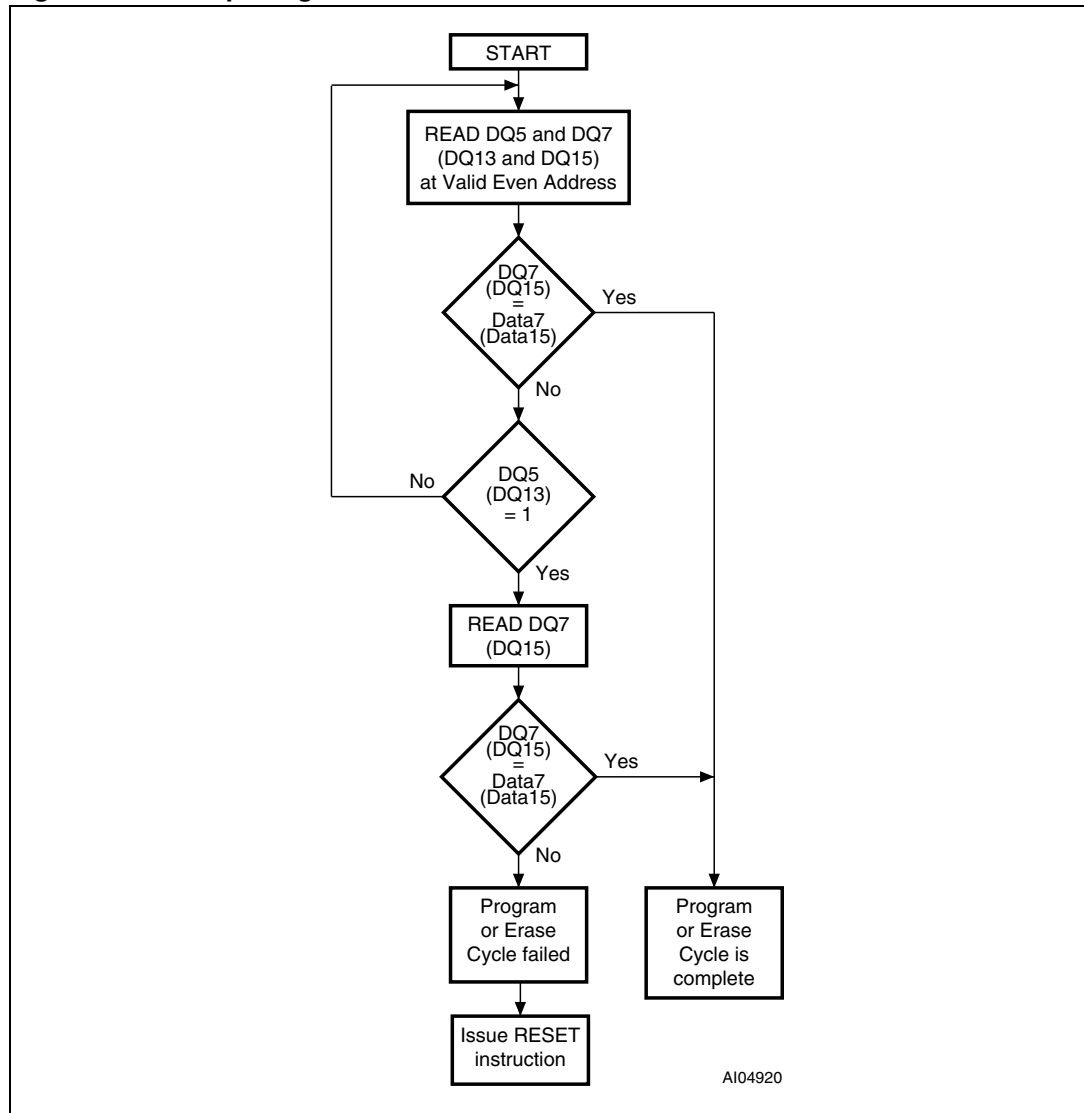 START
READ DQ5 and DQ7
(DQ13 and DQ15)
at Valid Even Address
DQ7
(DQ15)
=
Data7
(Data15)
Yes
No
No
DQ5
(DQ13)
= 1
Yes
READ DQ7
(DQ15)
DQ7
(DQ15)
=
Data7
(Data15)
Yes
No
Program
or Erase
Cycle failed
Program
or Erase
Cycle is
complete
Issue RESET
instruction
AI04920